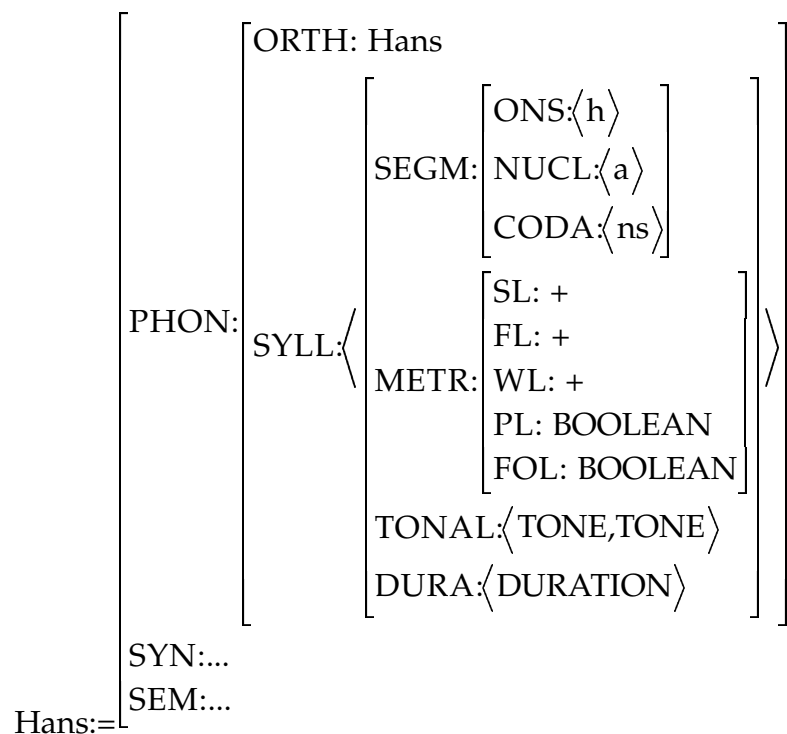 ORTH: Hans
ONS:⟨h⟩
SEGM: NUCL:⟨a⟩
CODA:⟨ns⟩
SL: +
PHON:
FL: +
SYLL:
METR: WL: +
PL: BOOLEAN
FOL: BOOLEAN
TONAL:⟨TONE,TONE⟩
DURA:⟨DURATION⟩
SYN:...
SEM:...
Hans:=